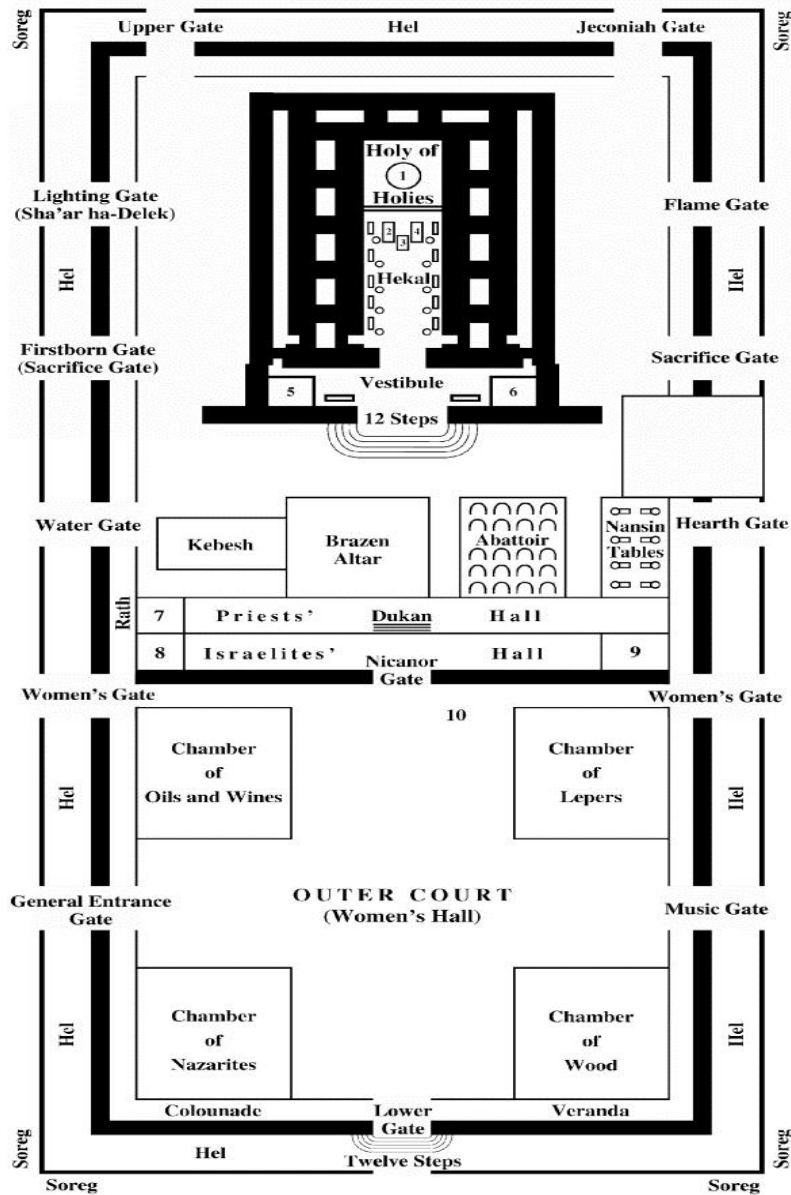 Soreg
Upper Gate
Hel
Jeconiah Gate
Soreg
Holy of
1
Holies
Lighting Gate
(Sha'ar ha-Delek)
Flame Gate
2
3
4
Hel
Hekal
Hel
Firstborn Gate
(Sacrifice Gate)
Sacrifice Gate
5
Vestibule
6
12 Steps
Water Gate
Kebesh
Brazen
Altar
Abattoir
Nansin
Tables
Hearth Gate
Rath
7
Priests'
Dukan
Hall
8
Israelites'
Nicanor
Gate
Hall
9
Women's Gate
Women's Gate
10
Chamber
of
Oils and Wines
Chamber
of
Lepers
Hel
Hel
General Entrance
Gate
OUTER COURT
(Women's Hall)
Music Gate
Hel
Chamber
of
Nazarites
Chamber
of
Wood
Hel
Colounade
Lower
Gate
Veranda
Soreg
Hel
Twelve Steps
Soreg
Soreg
Soreg